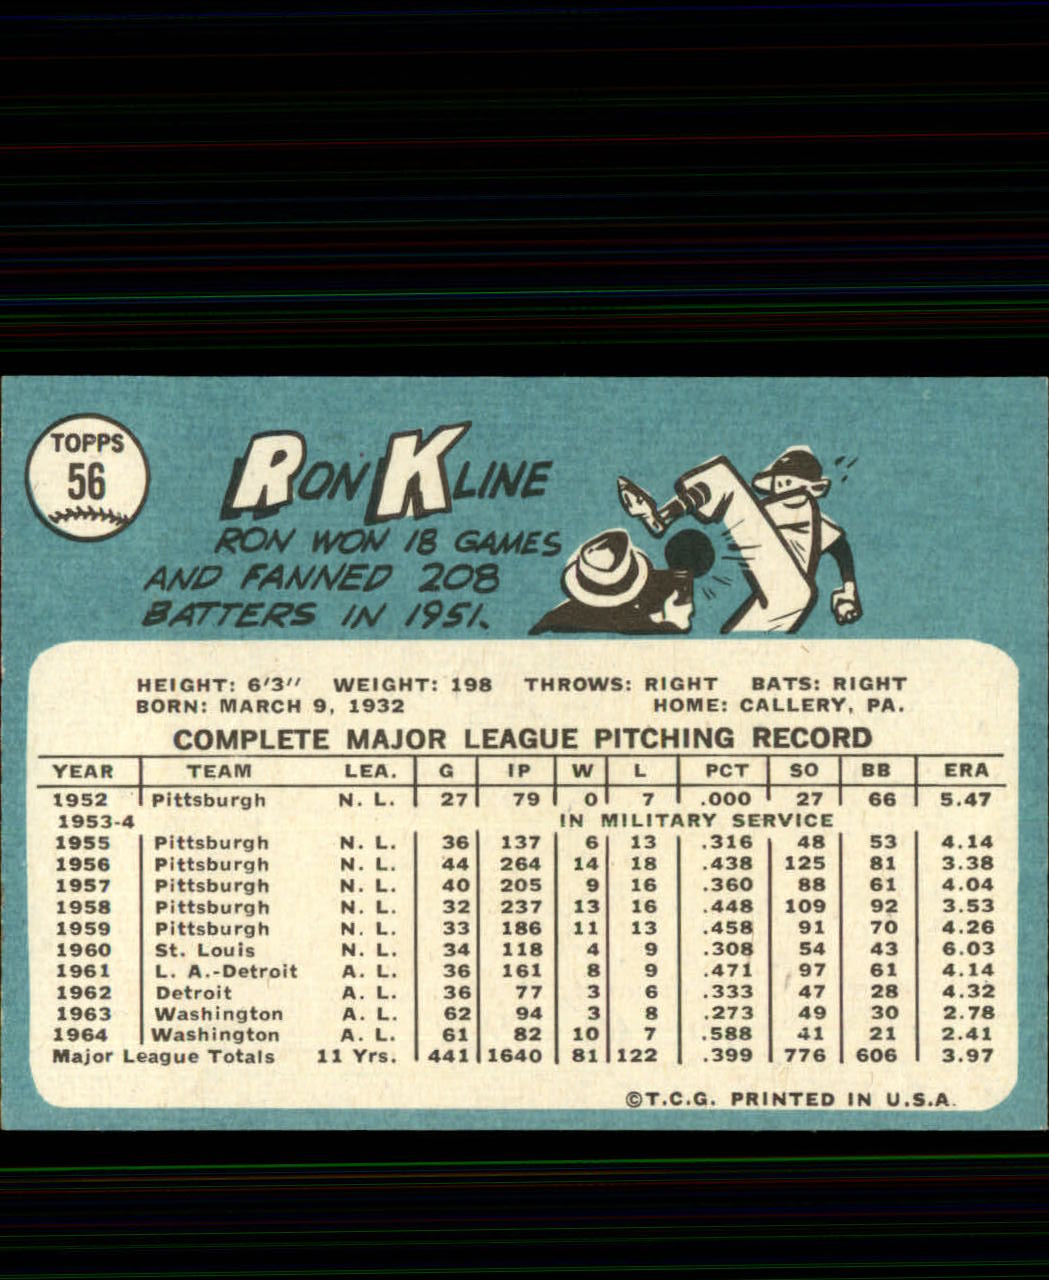 TOPPS
56
RON KLINE
RON WON 18 GAMES
AND FANNED 208
BATTERS IN 1951.
HEIGHT: 6'3" WEIGHT: 198 THROWS: RIGHT BATS: RIGHT
BORN: MARCH 9, 1932 HOME: CALLERY, PA.
COMPLETE MAJOR LEAGUE PITCHING RECORD
YEAR TEAM LEA. G IP W L PCT SO BB ERA
1952 Pittsburgh N. L. 27 79 0 7 .000 27 66 5.47
1953-4 IN MILITARY SERVICE
1955 Pittsburgh N. L. 36 137 6 13 .316 48 53 4.14
1956 Pittsburgh N. L. 44 264 14 18 .438 125 81 3.38
1957 Pittsburgh N. L. 40 205 9 16 .360 88 61 4.04
1958 Pittsburgh N. L. 32 237 13 16 .448 109 92 3.53
1959 Pittsburgh N. L. 33 186 11 13 .458 91 70 4.26
1960 St. Louis N. L. 34 118 4 9 .308 54 43 6.03
1961 L. A.-Detroit A. L. 36 161 8 9 .471 97 61 4.14
1962 Detroit A. L. 36 77 3 6 .333 47 28 4.32
1963 Washington A. L. 62 94 3 8 .273 49 30 2.78
1964 Washington A. L. 61 82 10 7 .588 41 21 2.41
Major League Totals 11 Yrs. 441 1640 81 122 .399 776 606 3.97
©T.C.G. PRINTED IN U.S.A.